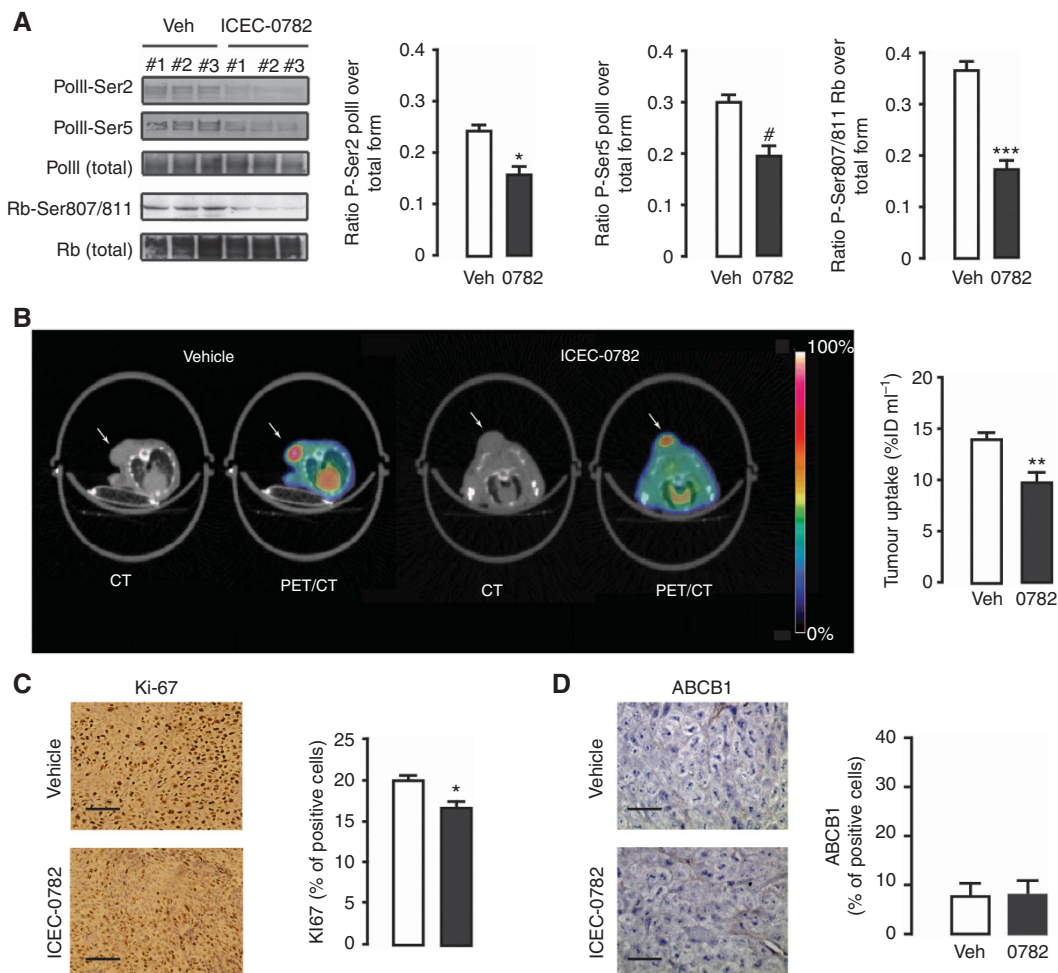 A
Veh ICEC-0782
#1 #2 #3 #1 #2 #3
PolII-Ser2
PolII-Ser5
PolII (total)
Rb-Ser807/811
Rb (total)
Ratio P-Ser2 polII over
total form
0.4
0.3
0.2
0.1
0
*
Veh 0782
Ratio P-Ser5 polII over
total form
0.4
0.3
0.2
0.1
0
#
Veh 0782
Ratio P-Ser807/811 Rb over
total form
0.4
0.3
0.2
0.1
0
***
Veh 0782
B
Vehicle
ICEC-0782
CT
PET/CT
CT
PET/CT
100%
0%
Tumour uptake (%ID ml−1)
20
15
10
5
0
**
Veh 0782
C
Ki-67
Vehicle
ICEC-0782
KI67 (% of positive cells)
25
20
15
10
5
0
*
Veh 0782
D
ABCB1
Vehicle
ICEC-0782
ABCB1
(% of positive cells)
40
30
20
10
0
Veh 0782